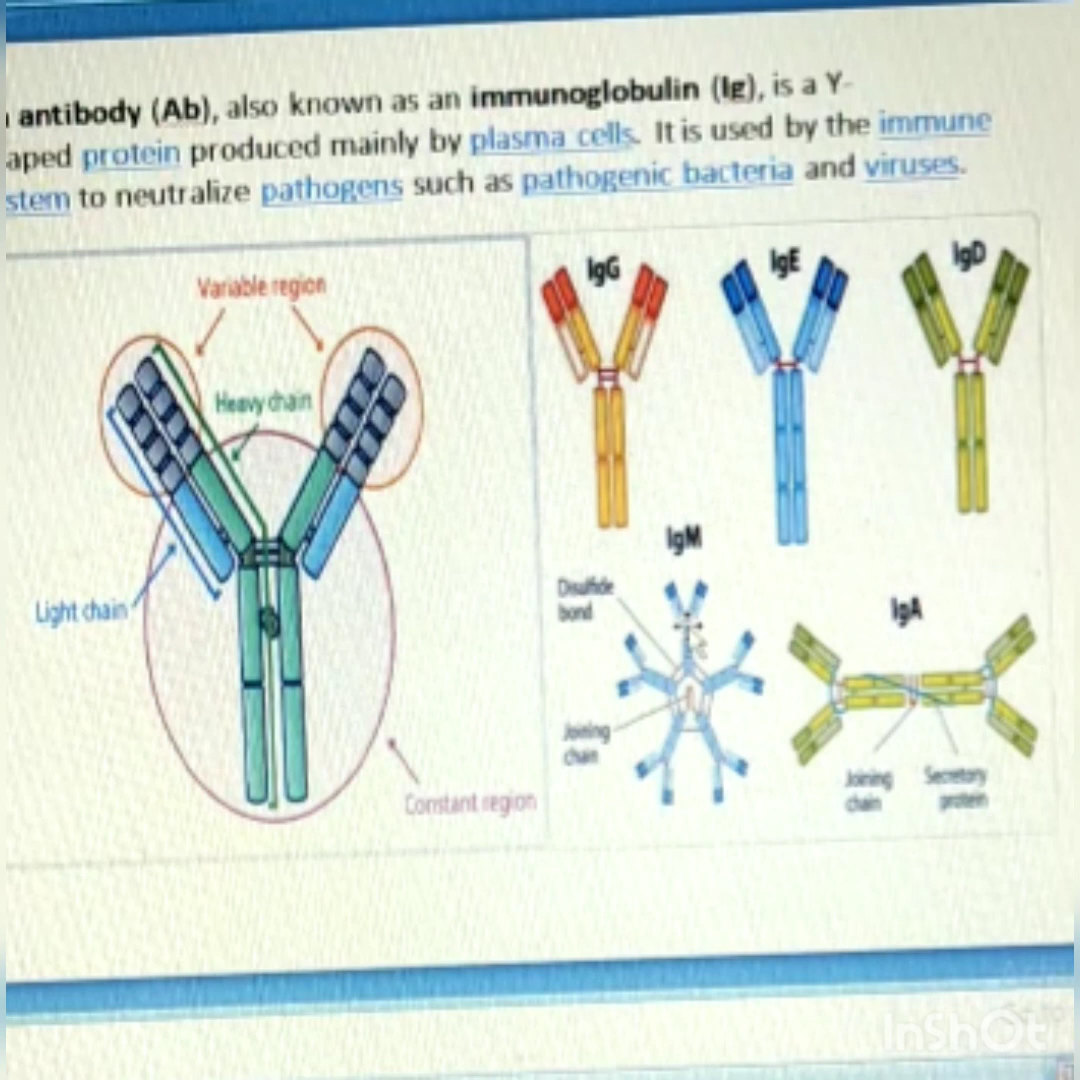 antibody (Ab), also known as an immunoglobulin (Ig), is a Y-
aped protein produced mainly by plasma cells. It is used by the immune
stem to neutralize pathogens such as pathogenic bacteria and viruses.
Variable region
Heavy chain
Light chain
Constant region
IgG
IgE
IgD
IgM
Disulfide
bond
Joining
chain
IgA
Joining
chain
Secretory
protein
InShOt